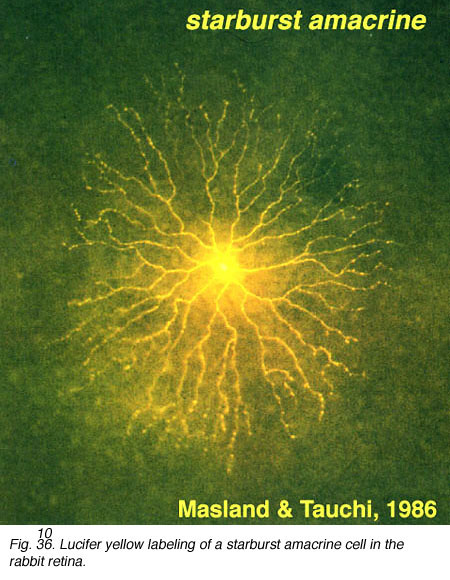 starburst amacrine
Masland & Tauchi, 1986
10
Fig. 36. Lucifer yellow labeling of a starburst amacrine cell in the
rabbit retina.